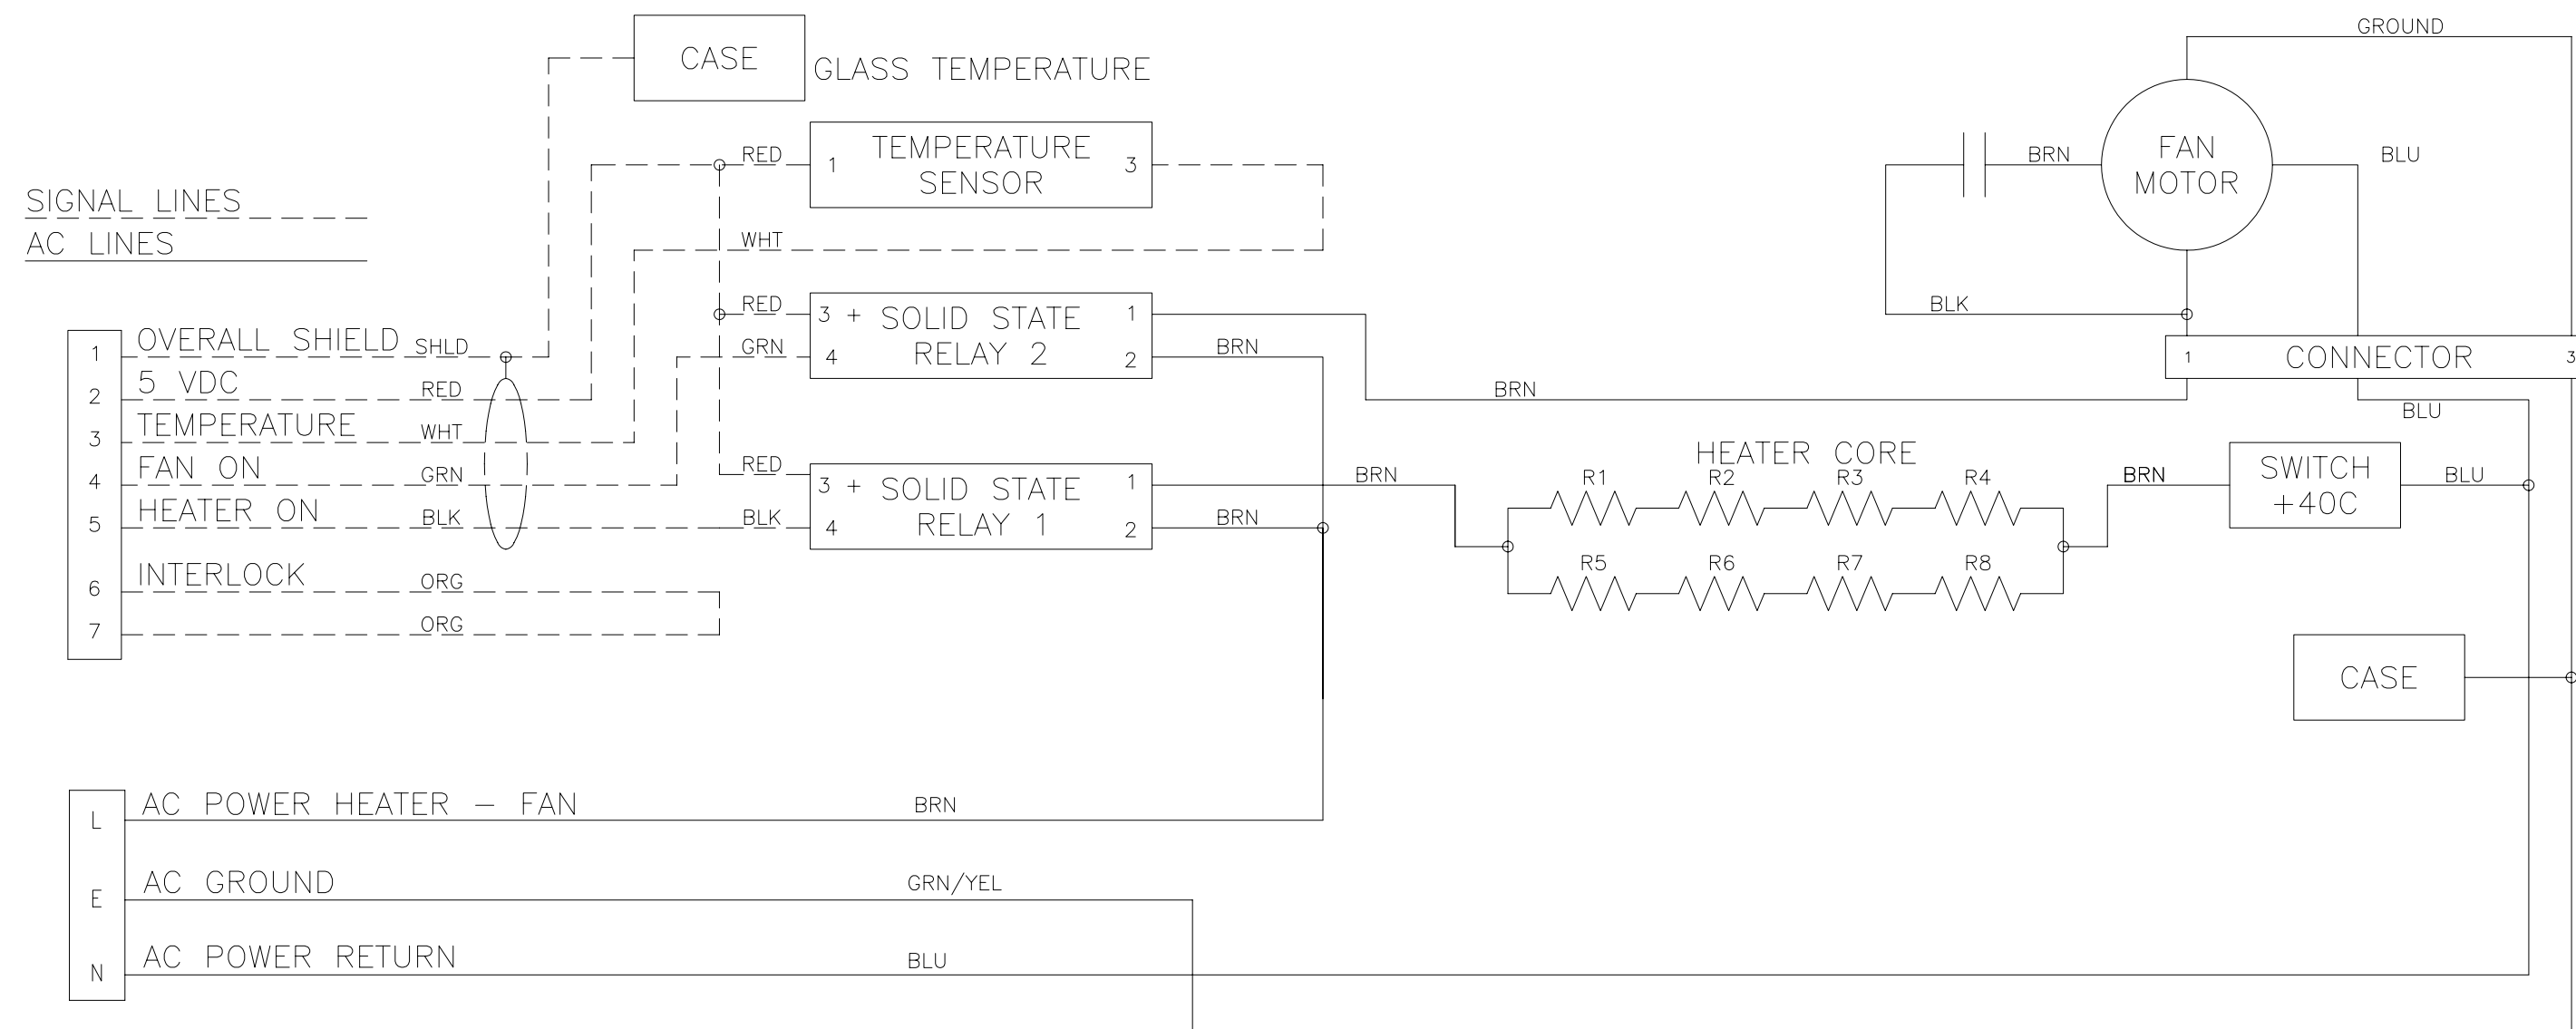 GROUND
CASE
GLASS TEMPERATURE
RED
1
TEMPERATURE
SENSOR
3
BRN
FAN
MOTOR
BLU
SIGNAL LINES
AC LINES
WHT
RED
3 + SOLID STATE 1
GRN
4 RELAY 2 2
BRN
BLK
1 OVERALL SHIELD SHLD
2 5 VDC RED
3 TEMPERATURE WHT
4 FAN ON GRN
5 HEATER ON BLK
6 INTERLOCK ORG
7 ORG
1 CONNECTOR 3
BRN
BLU
RED
3 + SOLID STATE 1
BLK
4 RELAY 1 2
BRN
BRN
HEATER CORE
R1 R2 R3 R4
R5 R6 R7 R8
BRN
SWITCH
+40C
BLU
CASE
L AC POWER HEATER - FAN BRN
E AC GROUND GRN/YEL
N AC POWER RETURN BLU